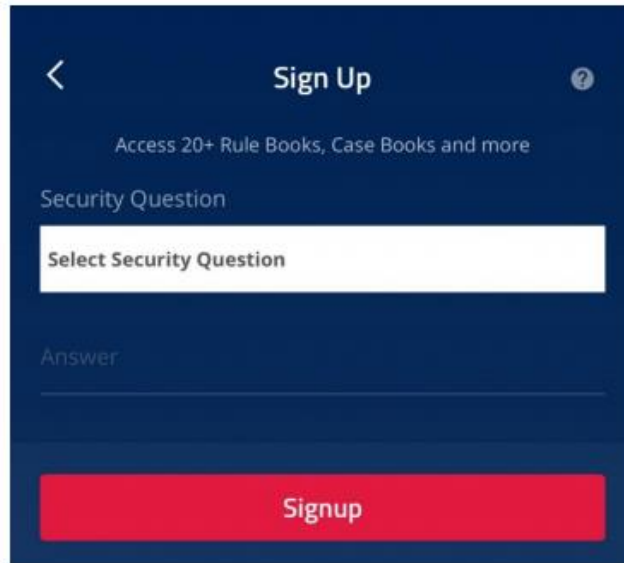 Sign Up
Access 20+ Rule Books, Case Books and more
Security Question
Select Security Question
Answer
Signup